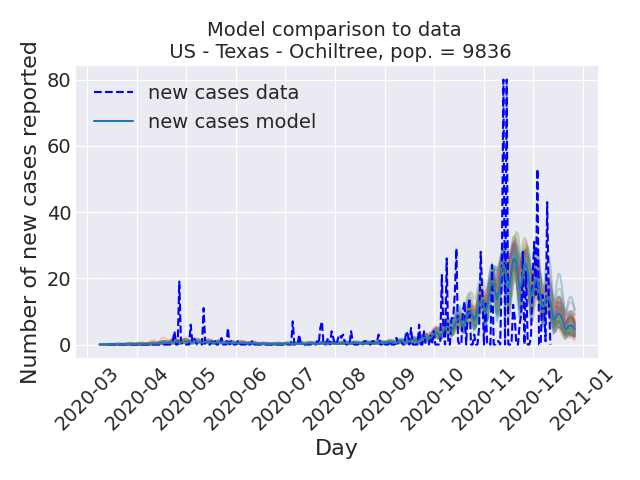 Model comparison to data
US - Texas - Ochiltree, pop. = 9836
Number of new cases reported
80
60
40
20
0
new cases data
new cases model
2020-03
2020-04
2020-05
2020-06
2020-07
2020-08
2020-09
2020-10
2020-11
2020-12
2021-01
Day